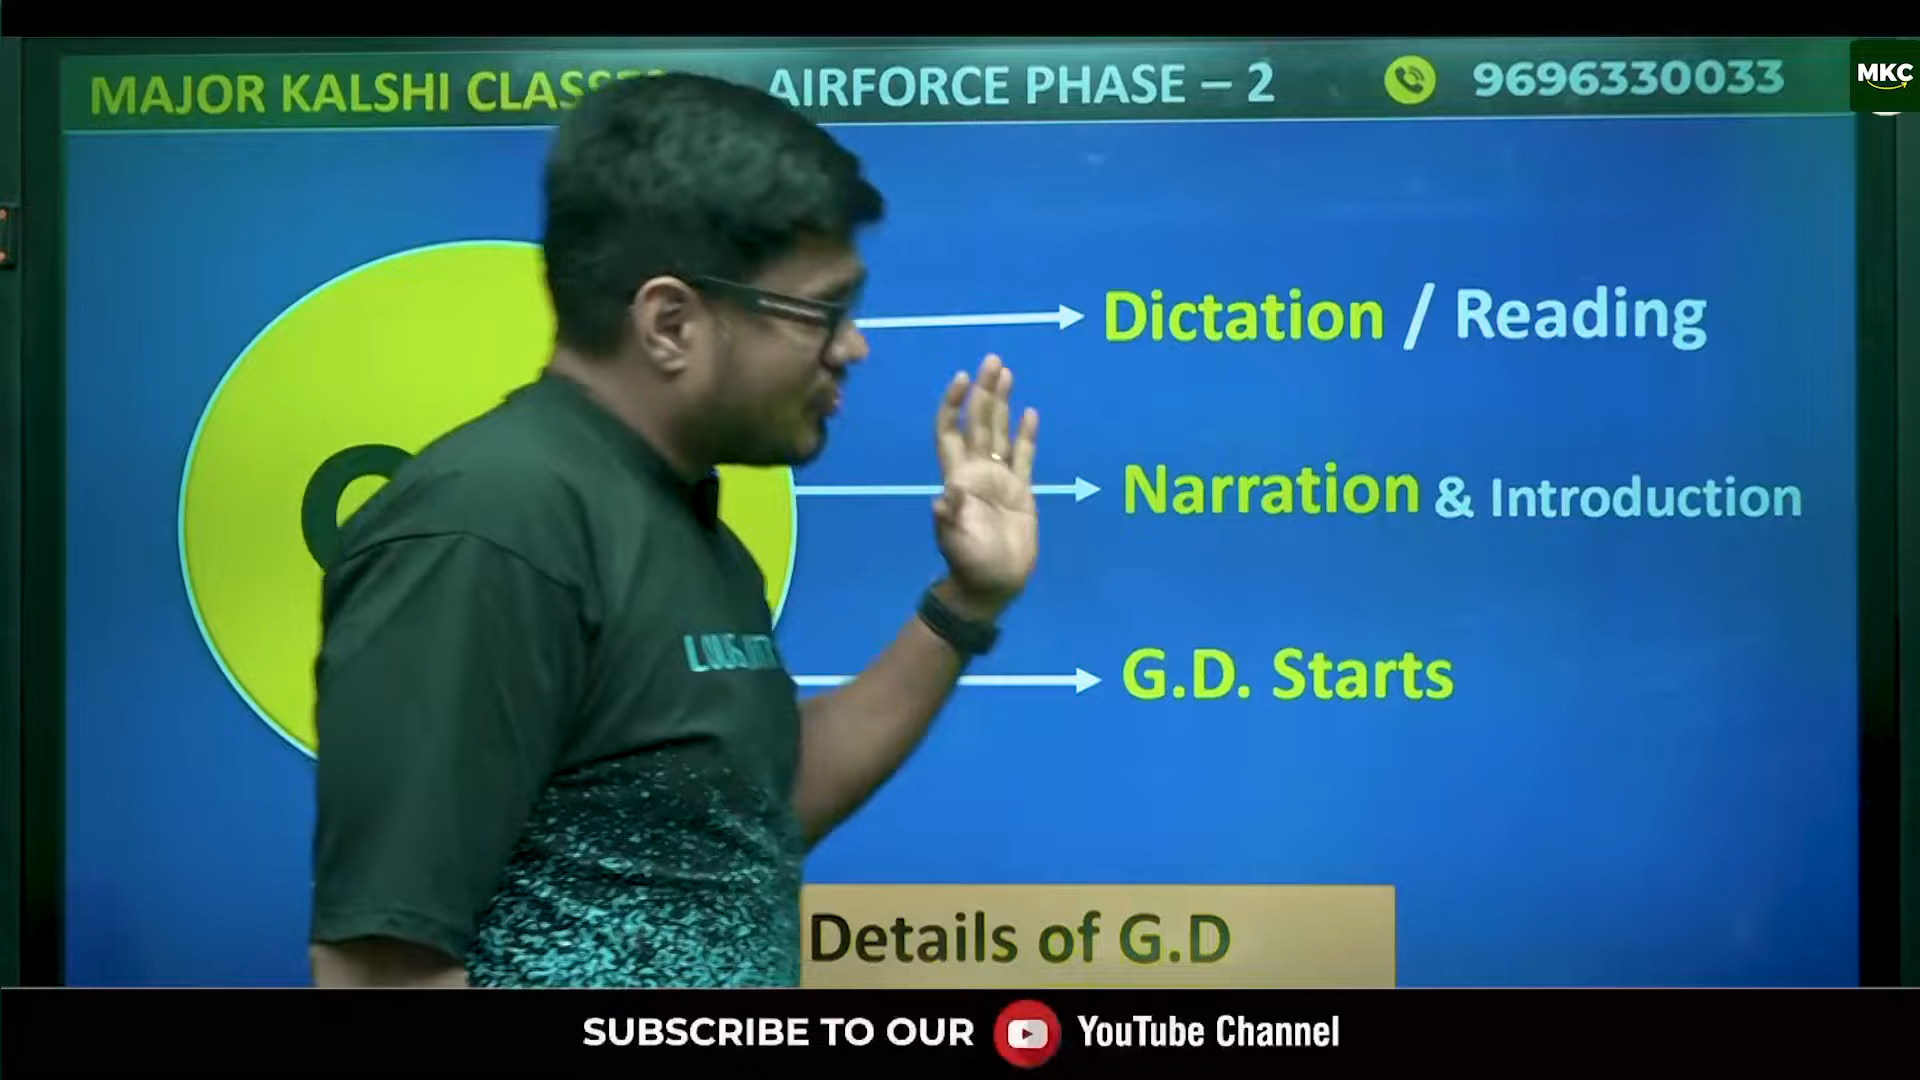 MAJOR KALSHI CLASSES AIRFORCE PHASE – 2 9696330033
MKC
Dictation / Reading
Narration & Introduction
G.D. Starts
Details of G.D
SUBSCRIBE TO OUR YouTube Channel